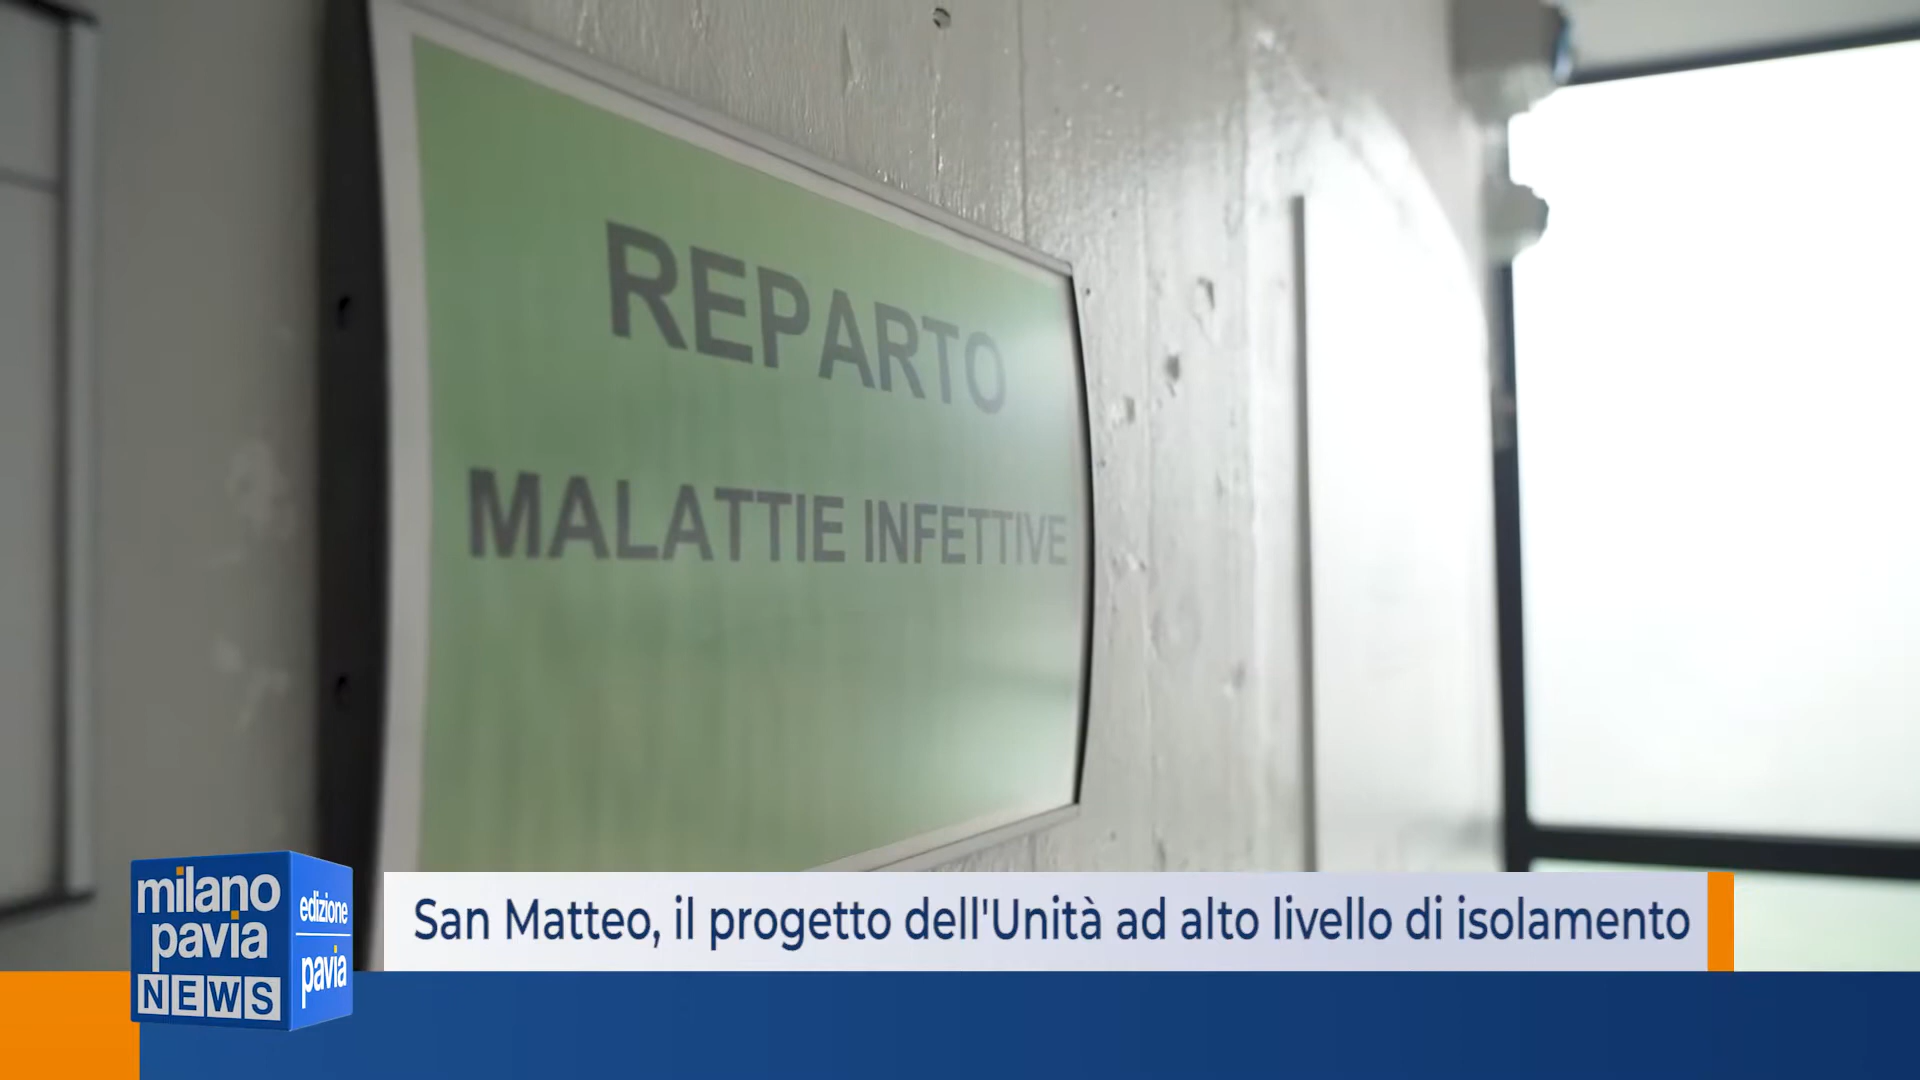 REPARTO
MALATTIE INFETTIVE
San Matteo, il progetto dell'Unità ad alto livello di isolamento
milano
pavia
NEWS
edizione
pavia